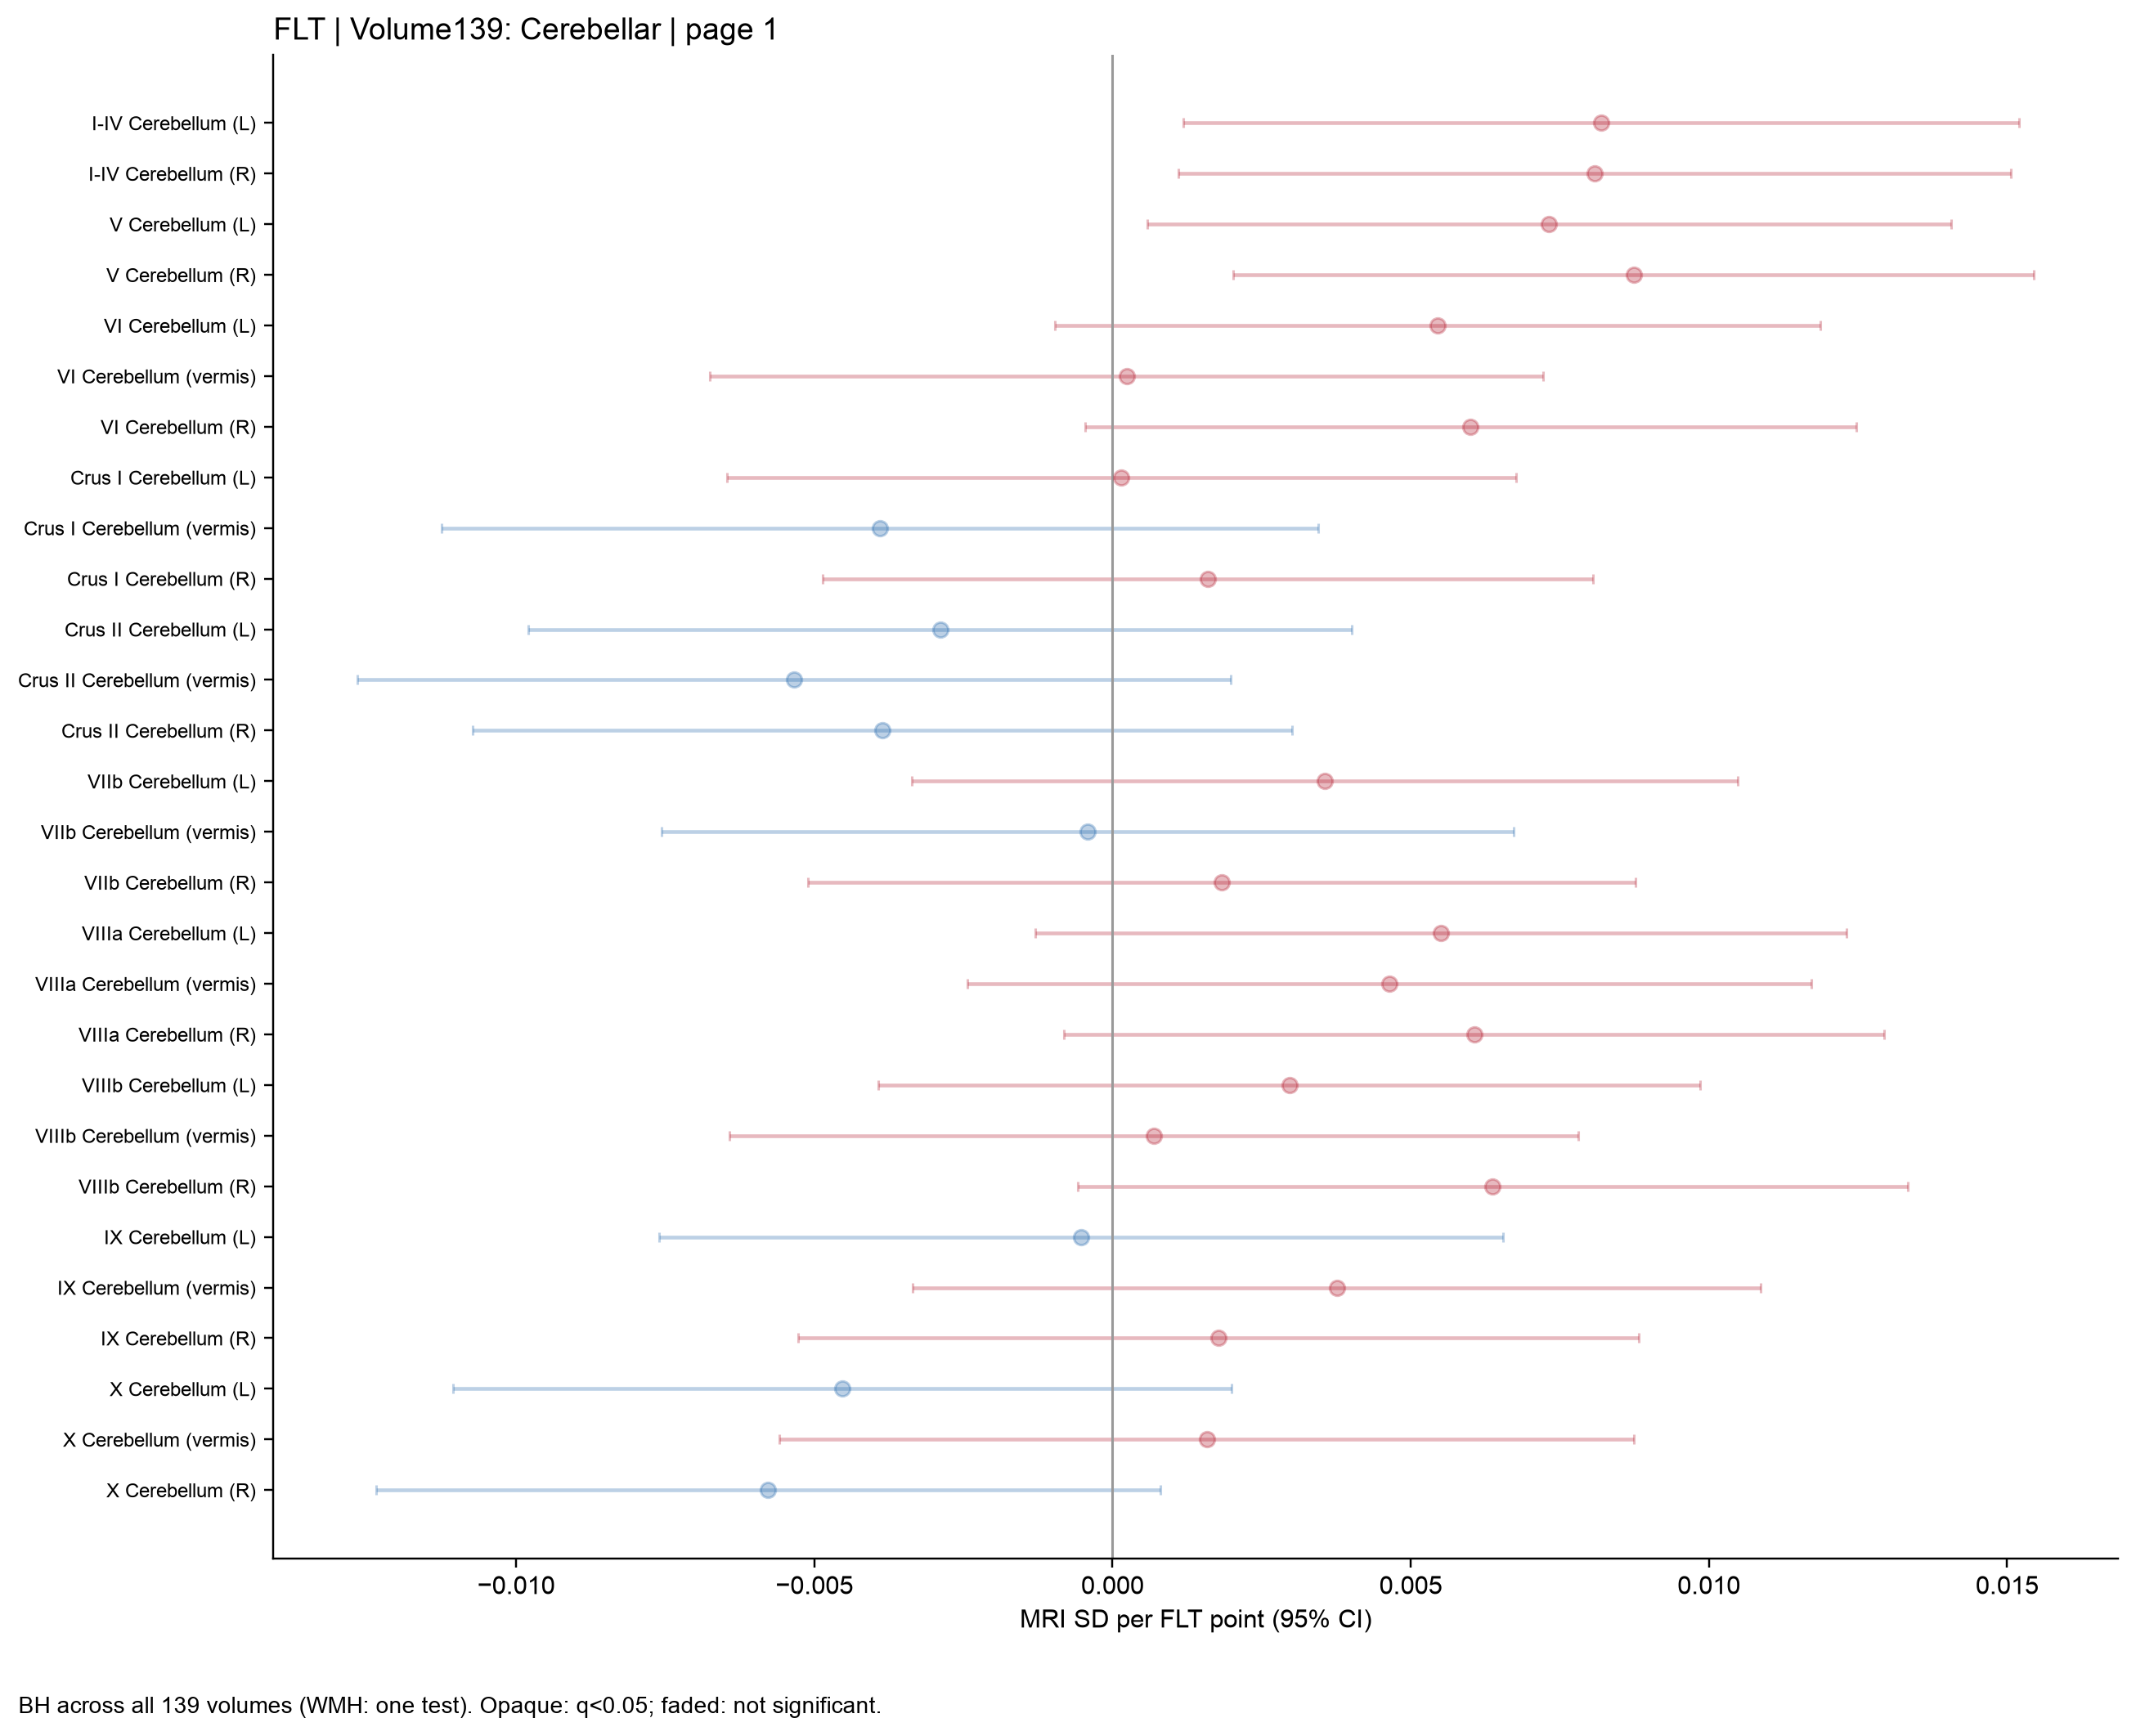 FLT | Volume139: Cerebellar | page 1
I-IV Cerebellum (L)
I-IV Cerebellum (R)
V Cerebellum (L)
V Cerebellum (R)
VI Cerebellum (L)
VI Cerebellum (vermis)
VI Cerebellum (R)
Crus I Cerebellum (L)
Crus I Cerebellum (vermis)
Crus I Cerebellum (R)
Crus II Cerebellum (L)
Crus II Cerebellum (vermis)
Crus II Cerebellum (R)
VIIb Cerebellum (L)
VIIb Cerebellum (vermis)
VIIb Cerebellum (R)
VIIIa Cerebellum (L)
VIIIa Cerebellum (vermis)
VIIIa Cerebellum (R)
VIIIb Cerebellum (L)
VIIIb Cerebellum (vermis)
VIIIb Cerebellum (R)
IX Cerebellum (L)
IX Cerebellum (vermis)
IX Cerebellum (R)
X Cerebellum (L)
X Cerebellum (vermis)
X Cerebellum (R)
−0.010 −0.005 0.000 0.005 0.010 0.015
MRI SD per FLT point (95% CI)
BH across all 139 volumes (WMH: one test). Opaque: q<0.05; faded: not significant.